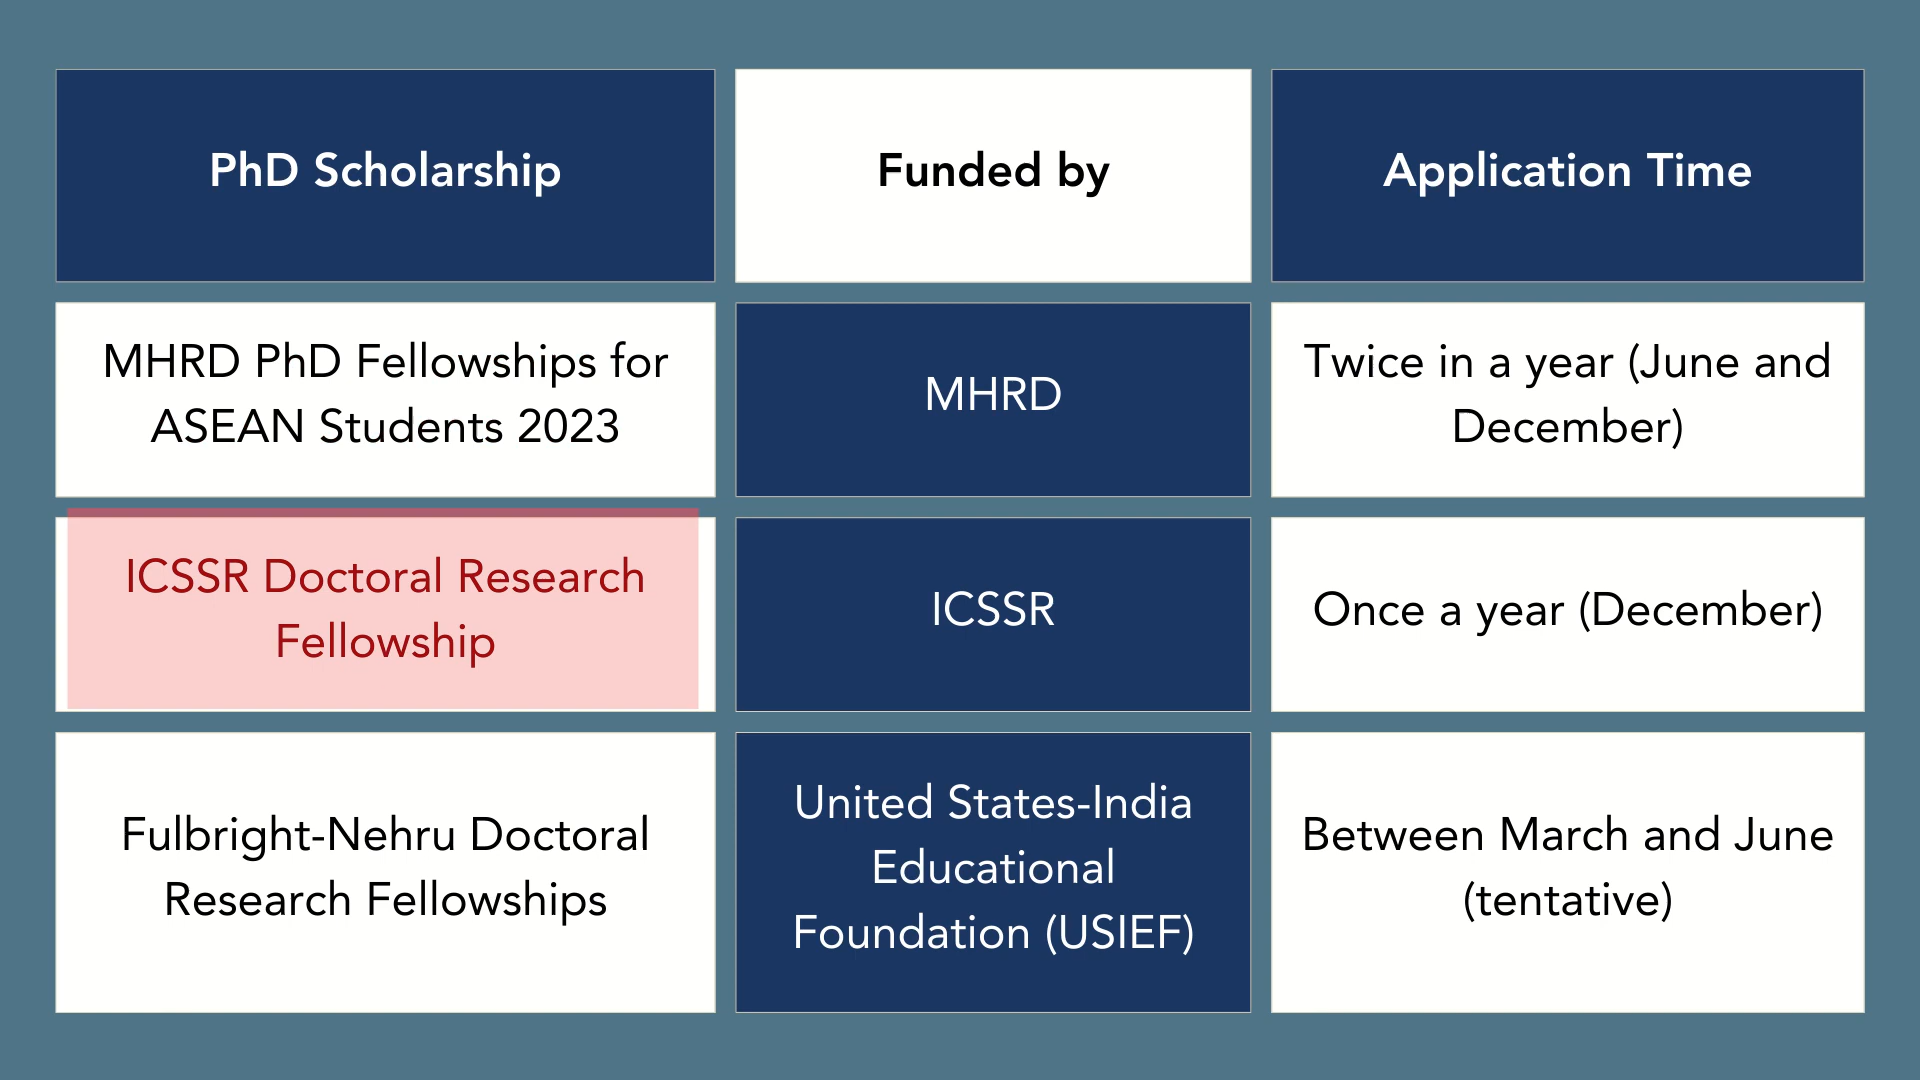 PhD Scholarship
Funded by
Application Time
MHRD PhD Fellowships for
ASEAN Students 2023
MHRD
Twice in a year (June and
December)
ICSSR Doctoral Research
Fellowship
ICSSR
Once a year (December)
Fulbright-Nehru Doctoral
Research Fellowships
United States-India
Educational
Foundation (USIEF)
Between March and June
(tentative)